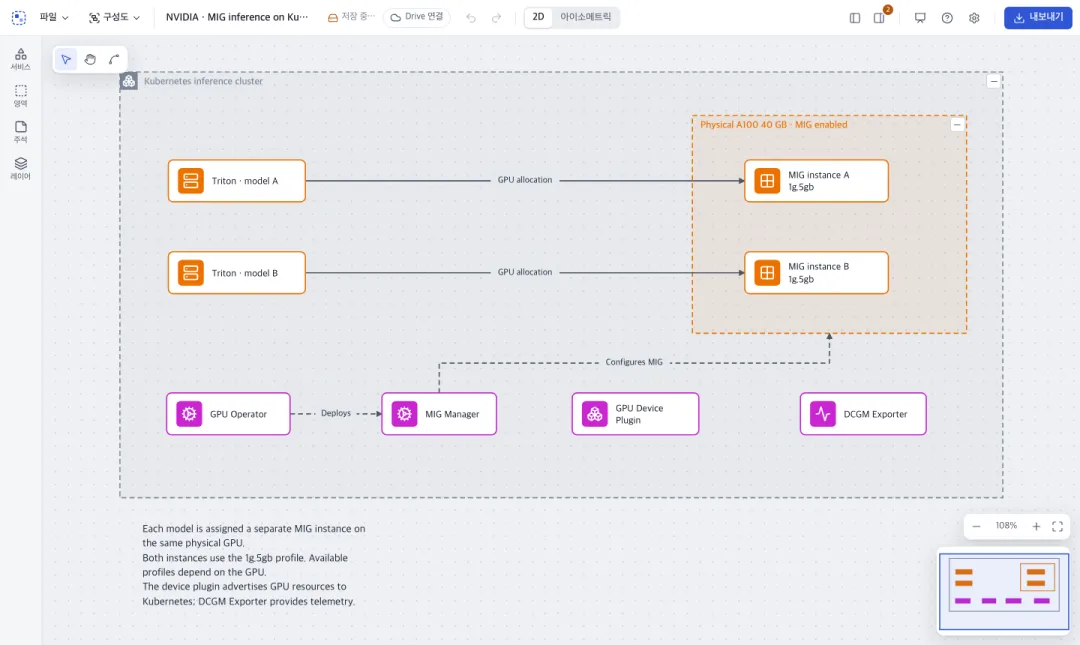 파일
구성도
NVIDIA · MIG inference on Ku···
저장 중···
Drive 연결
2D
아이소메트릭
2
내보내기
서비스
영역
주석
레이어
Kubernetes inference cluster
Physical A100 40 GB · MIG enabled
Triton · model A
GPU allocation
MIG instance A
1g.5gb
Triton · model B
GPU allocation
MIG instance B
1g.5gb
Configures MIG
GPU Operator
Deploys
MIG Manager
GPU Device
Plugin
DCGM Exporter
Each model is assigned a separate MIG instance on
the same physical GPU.
Both instances use the 1g.5gb profile. Available
profiles depend on the GPU.
The device plugin advertises GPU resources to
Kubernetes; DCGM Exporter provides telemetry.
108%